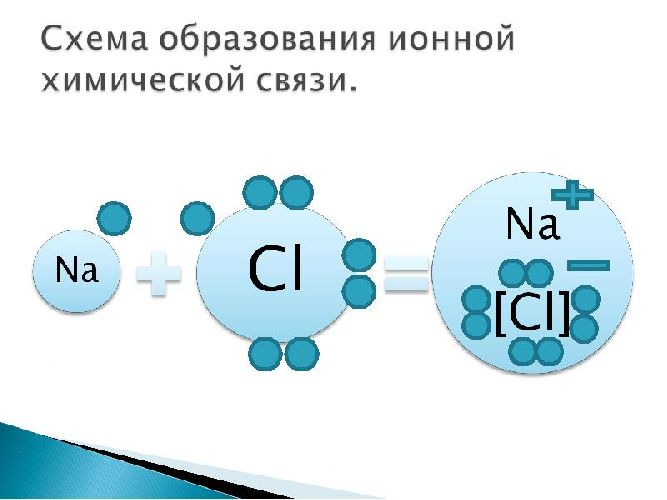 Схема образования ионной
химической связи.
Na + Cl = Na+
[Cl]−